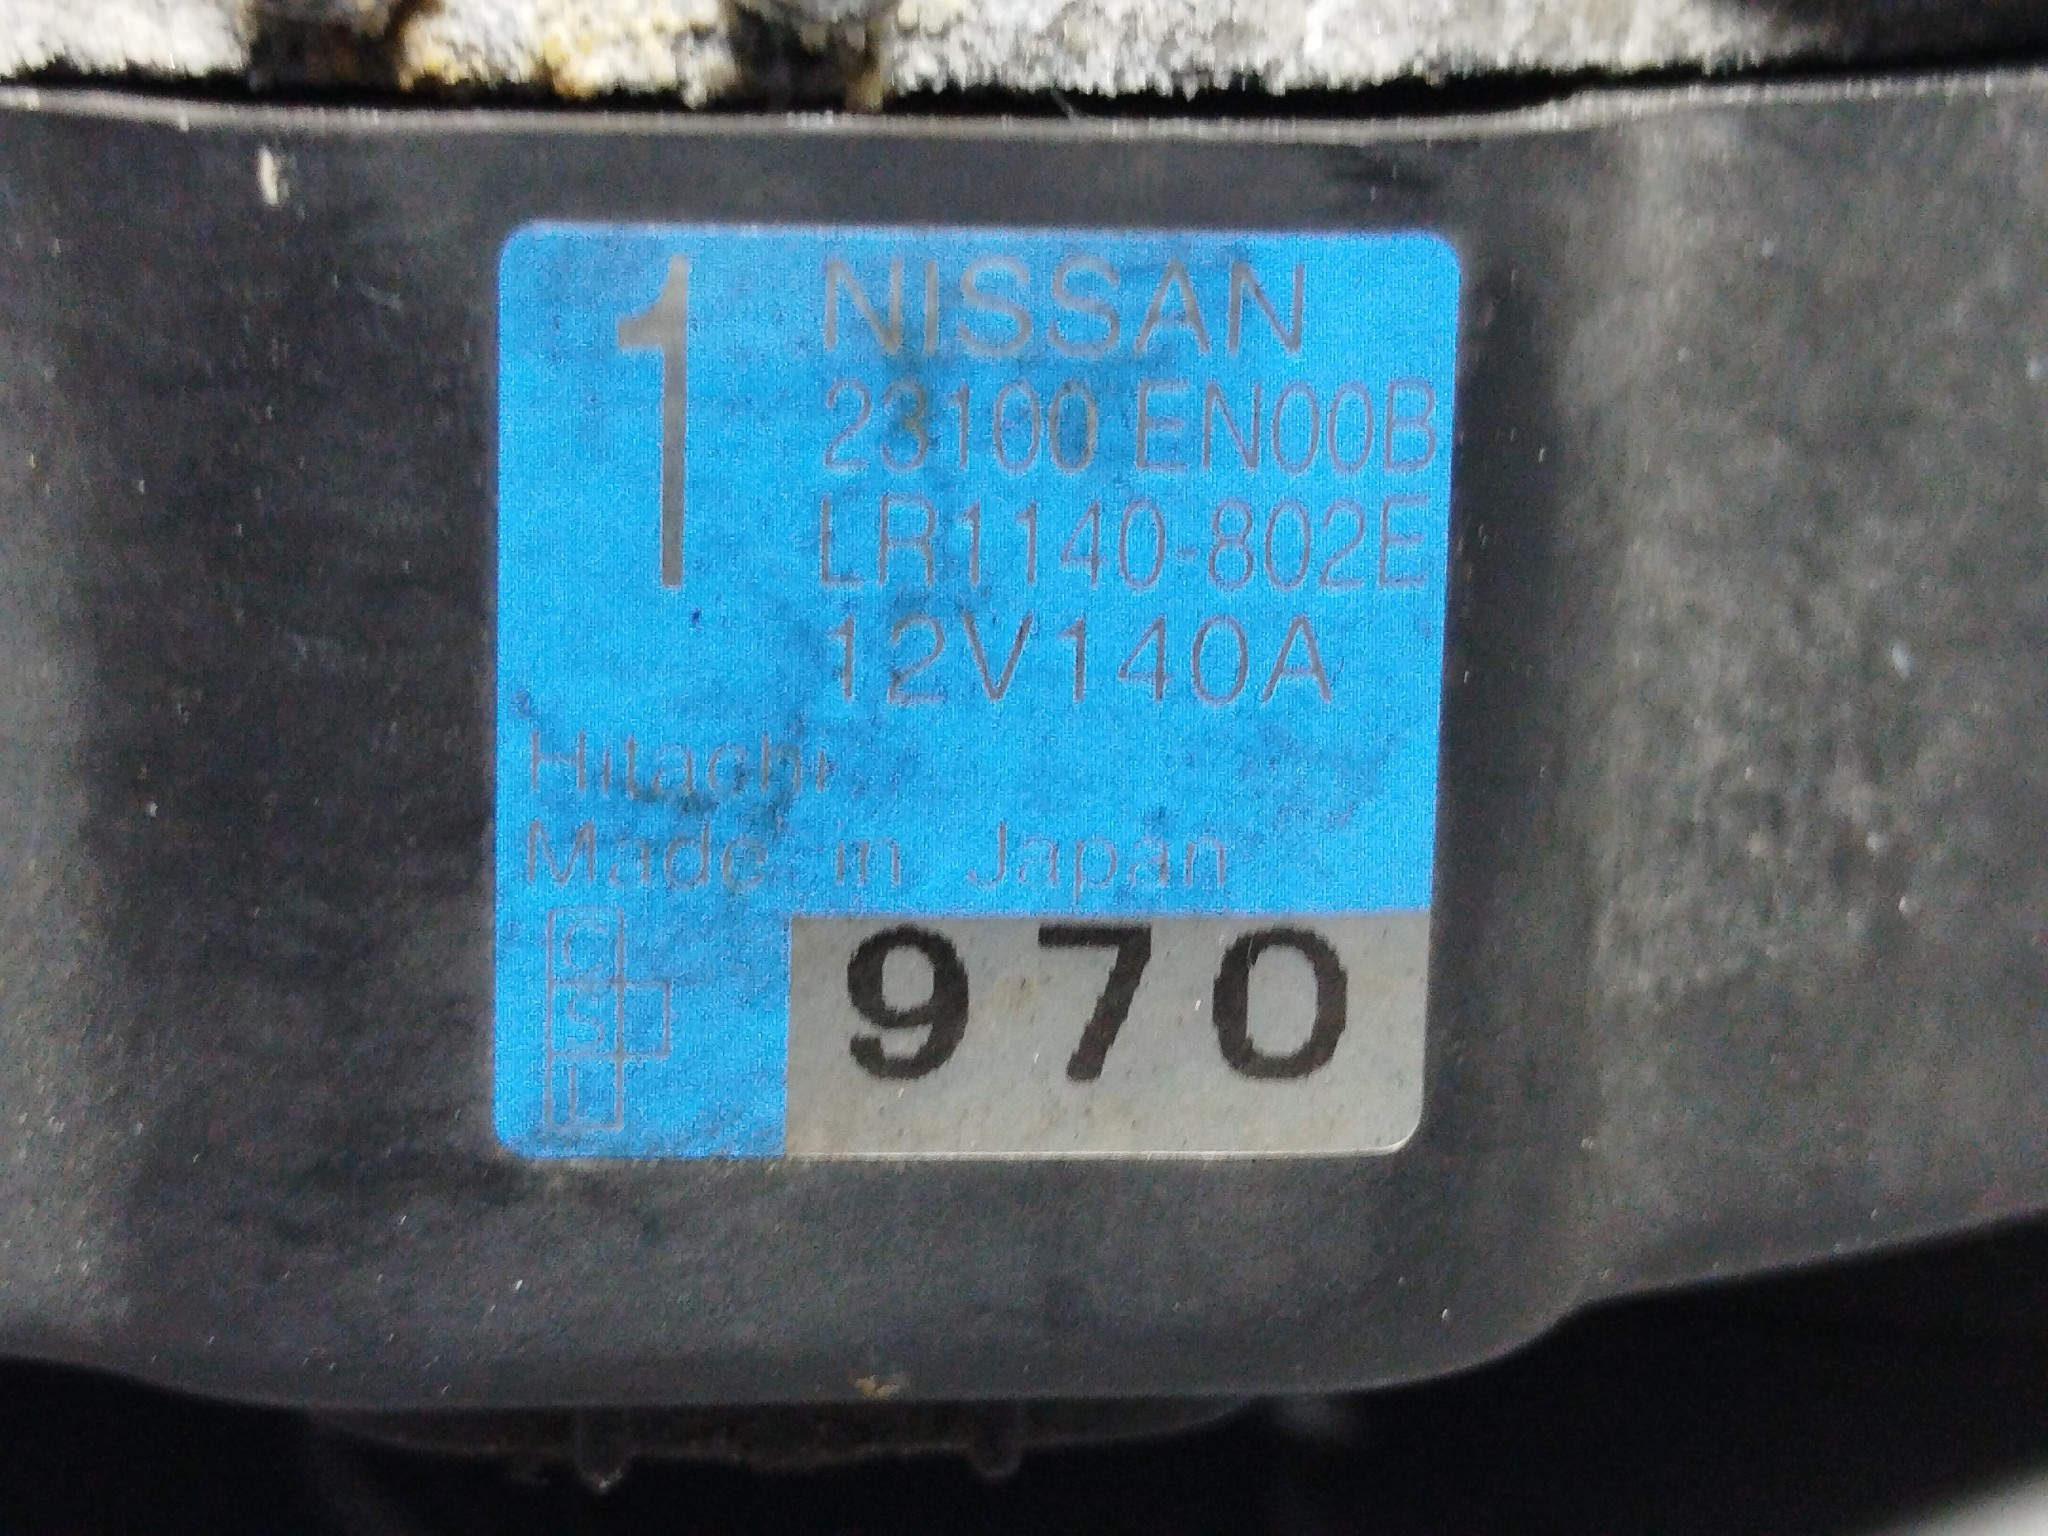 1
NISSAN
23100 EN00B
LR1140-802E
12V140A
Hitachi
Made in Japan
C
S L
I
970